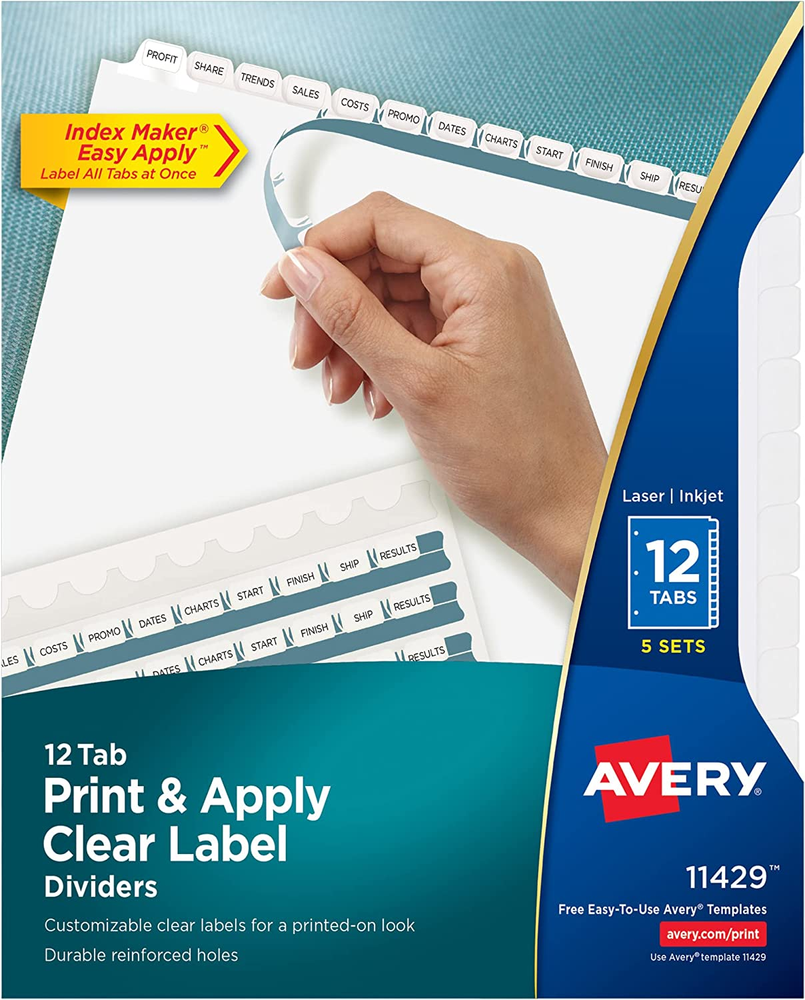 PROFIT
SHARE
TRENDS
SALES
COSTS
PROMO
DATES
CHARTS
START
FINISH
SHIP
RESU
Index Maker®
Easy Apply™
Label All Tabs at Once
Laser | Inkjet
12
TABS
5 SETS
LES COSTS PROMO DATES CHARTS START FINISH SHIP RESULTS
DATES CHARTS START FINISH SHIP RESULTS
RESULTS
12 Tab
Print & Apply
Clear Label
Dividers
Customizable clear labels for a printed-on look
Durable reinforced holes
AVERY®
11429™
Free Easy-To-Use Avery® Templates
avery.com/print
Use Avery® template 11429